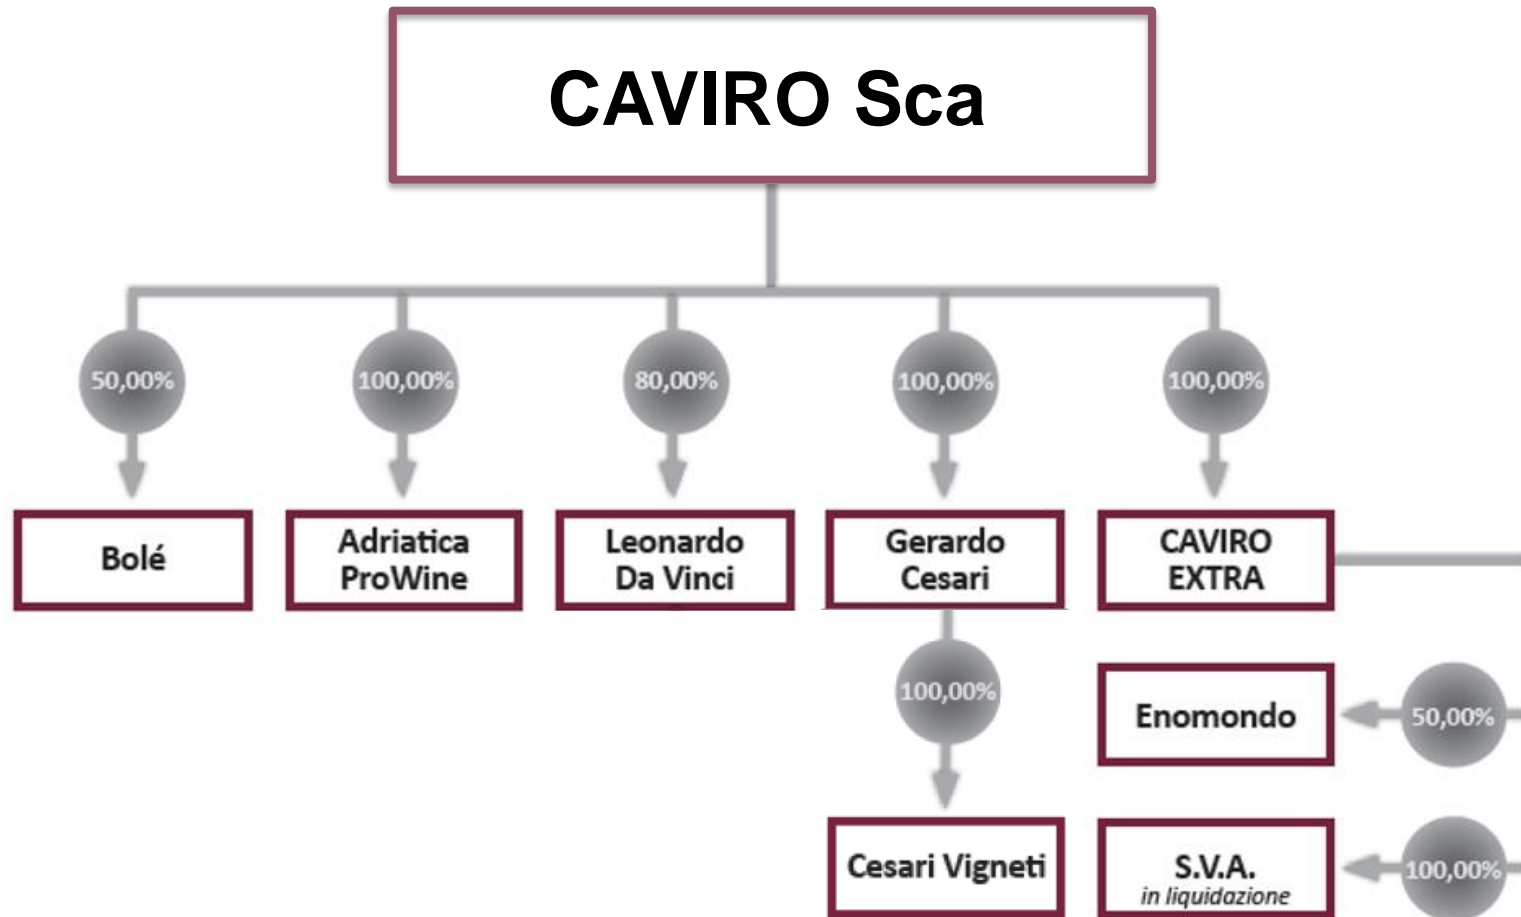 CAVIRO Sca
50,00%
100,00%
80,00%
100,00%
100,00%
Bolé
Adriatica
ProWine
Leonardo
Da Vinci
Gerardo
Cesari
CAVIRO
EXTRA
100,00%
Enomondo
50,00%
Cesari Vigneti
S.V.A.
in liquidazione
100,00%